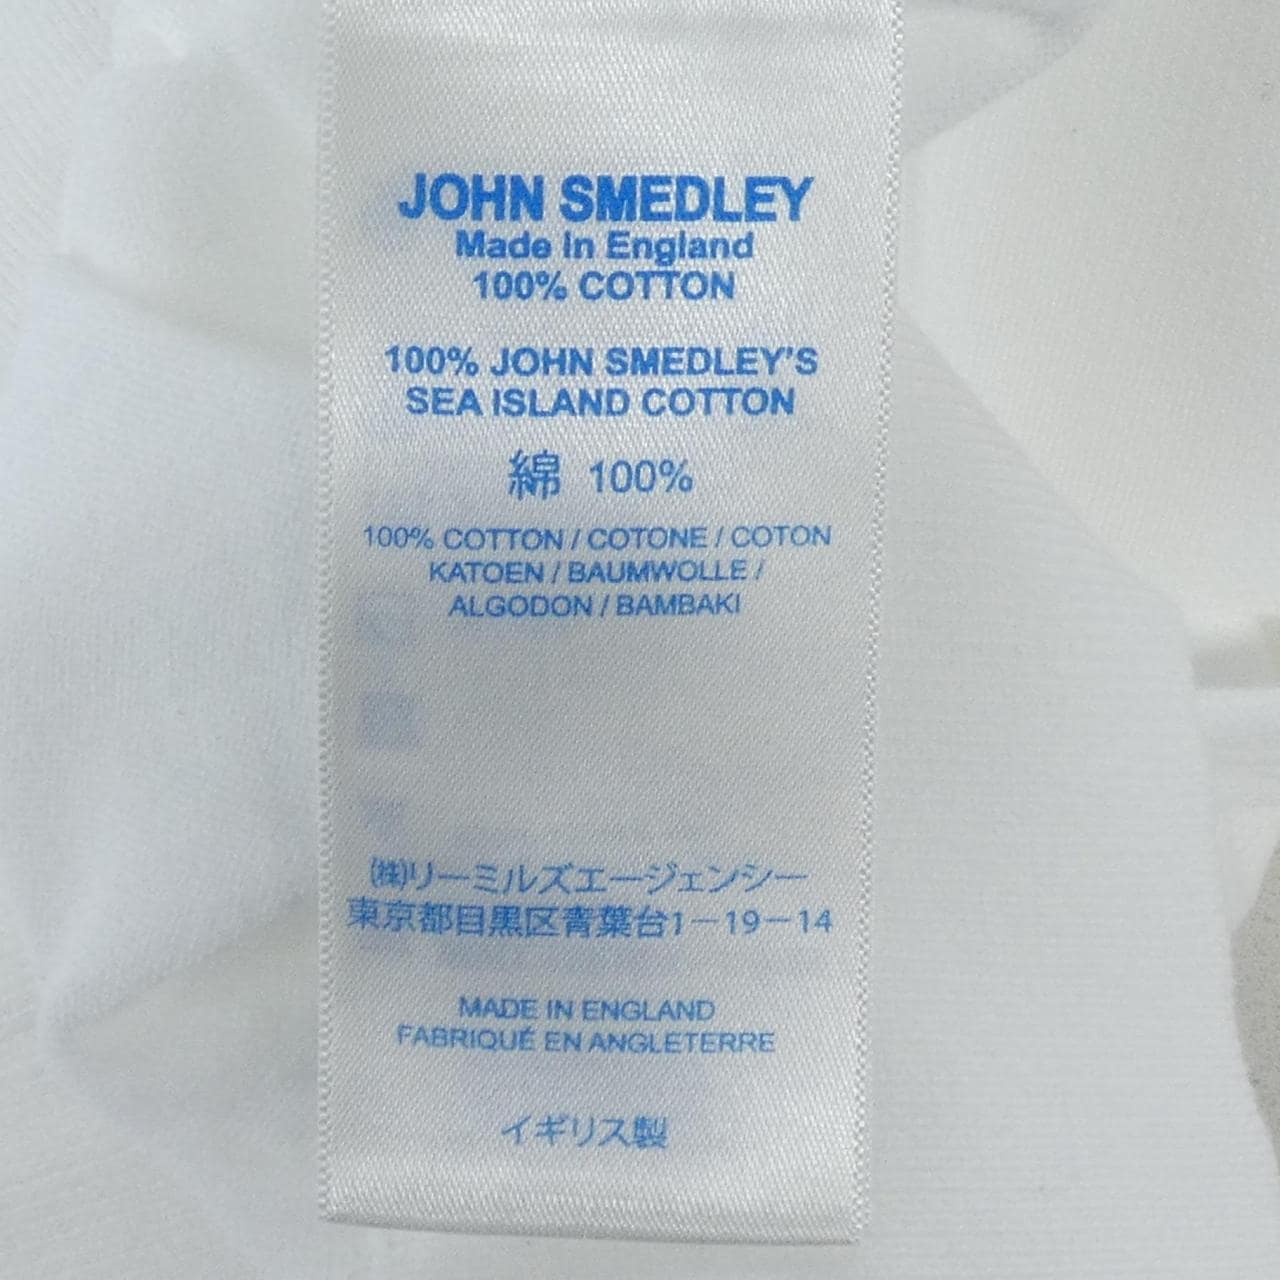 JOHN SMEDLEY
Made In England
100% COTTON
100% JOHN SMEDLEY'S
SEA ISLAND COTTON
綿 100%
100% COTTON / COTONE / COTON
KATOEN / BAUMWOLLE /
ALGODON / BAMBAKI
㈱リーミルズエージェンシー
東京都目黒区青葉台1－19－14
MADE IN ENGLAND
FABRIQUÉ EN ANGLETERRE
イギリス製